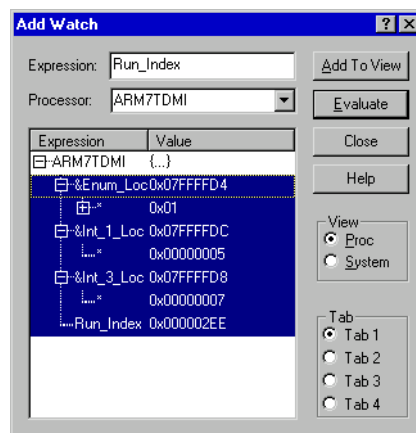 Add Watch
Expression: Run_Index
Add To View
Processor: ARM7TDMI
Evaluate
Expression Value
Close
ARM7TDMI {...}
&Enum_Loc 0x07FFFFD4
Help
* 0x01
&Int_1_Loc 0x07FFFFDC
View
Proc
* 0x00000005
System
&Int_3_Loc 0x07FFFFD8
* 0x00000007
Run_Index 0x000002EE
Tab
Tab 1
Tab 2
Tab 3
Tab 4